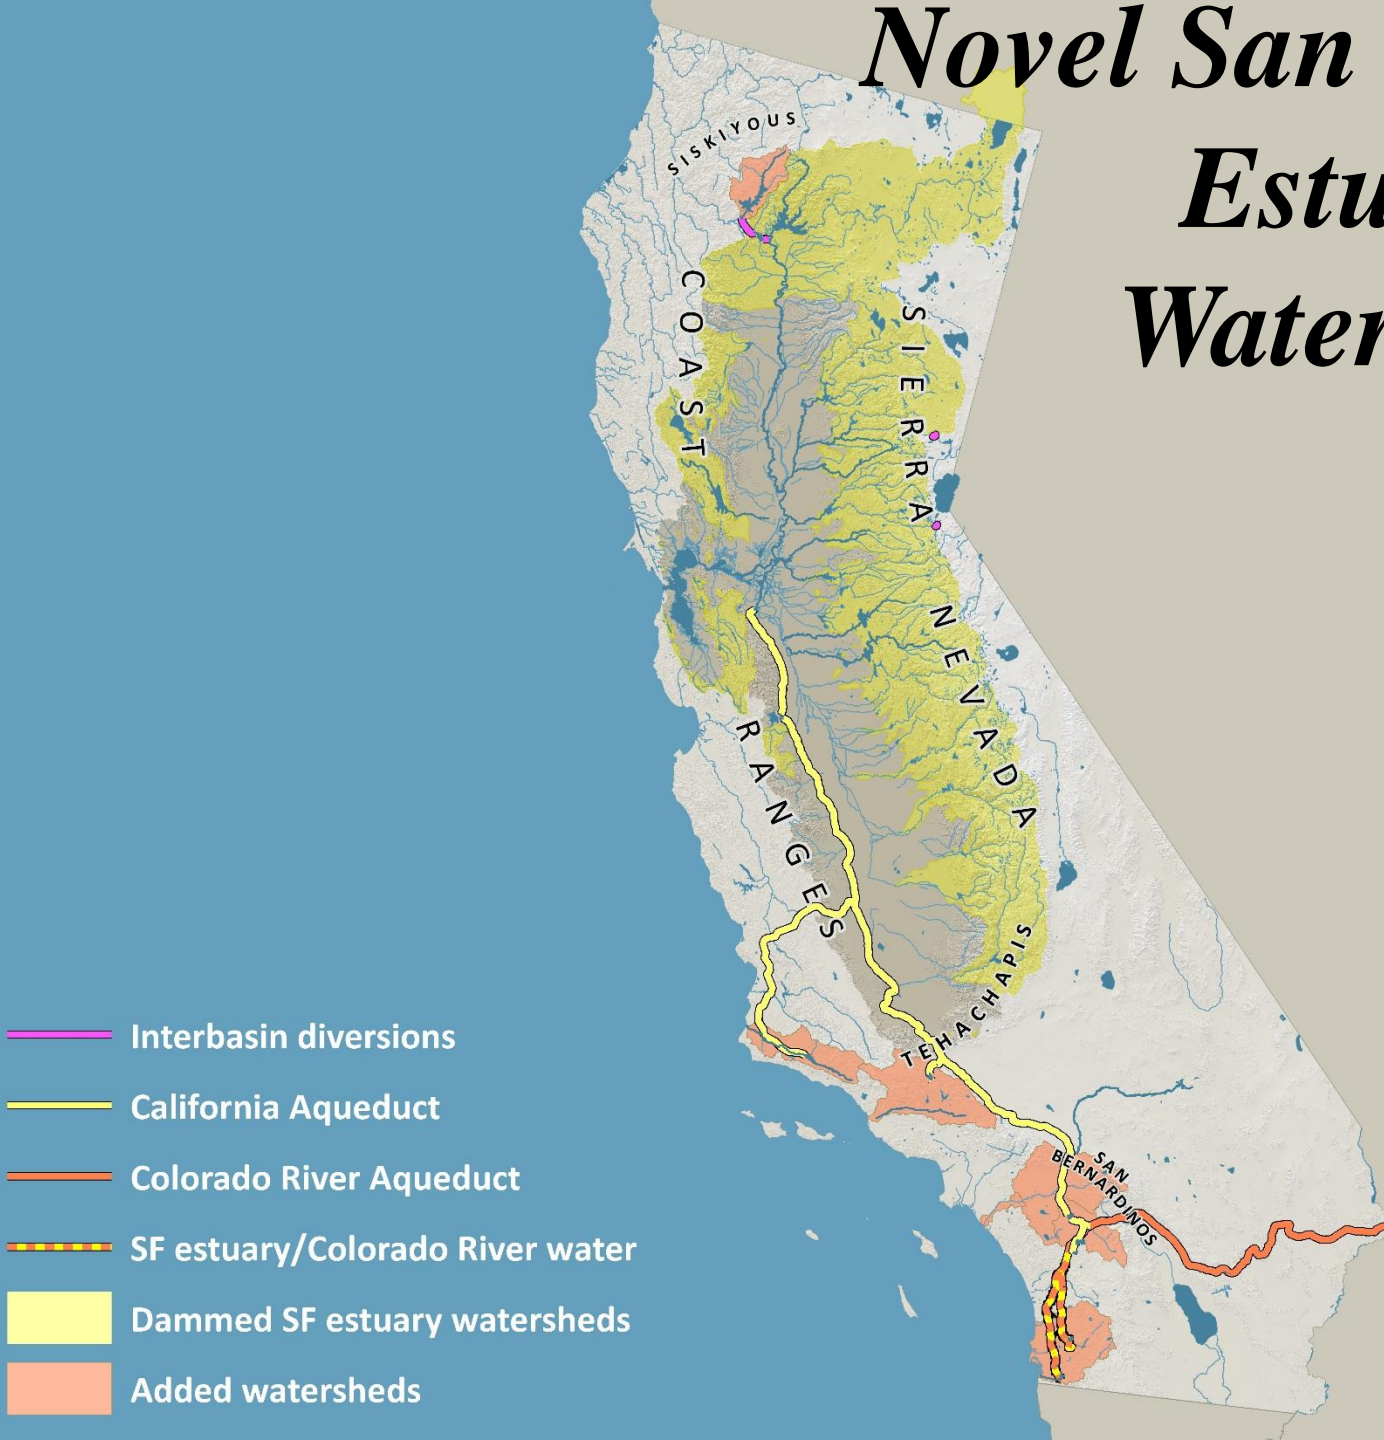 Novel San
Estu
Water
SISKIYOUS
COAST
RANGES
SIERRA
NEVADA
TEHACHAPIS
SAN
BERNARDINOS
Interbasin diversions
California Aqueduct
Colorado River Aqueduct
SF estuary/Colorado River water
Dammed SF estuary watersheds
Added watersheds